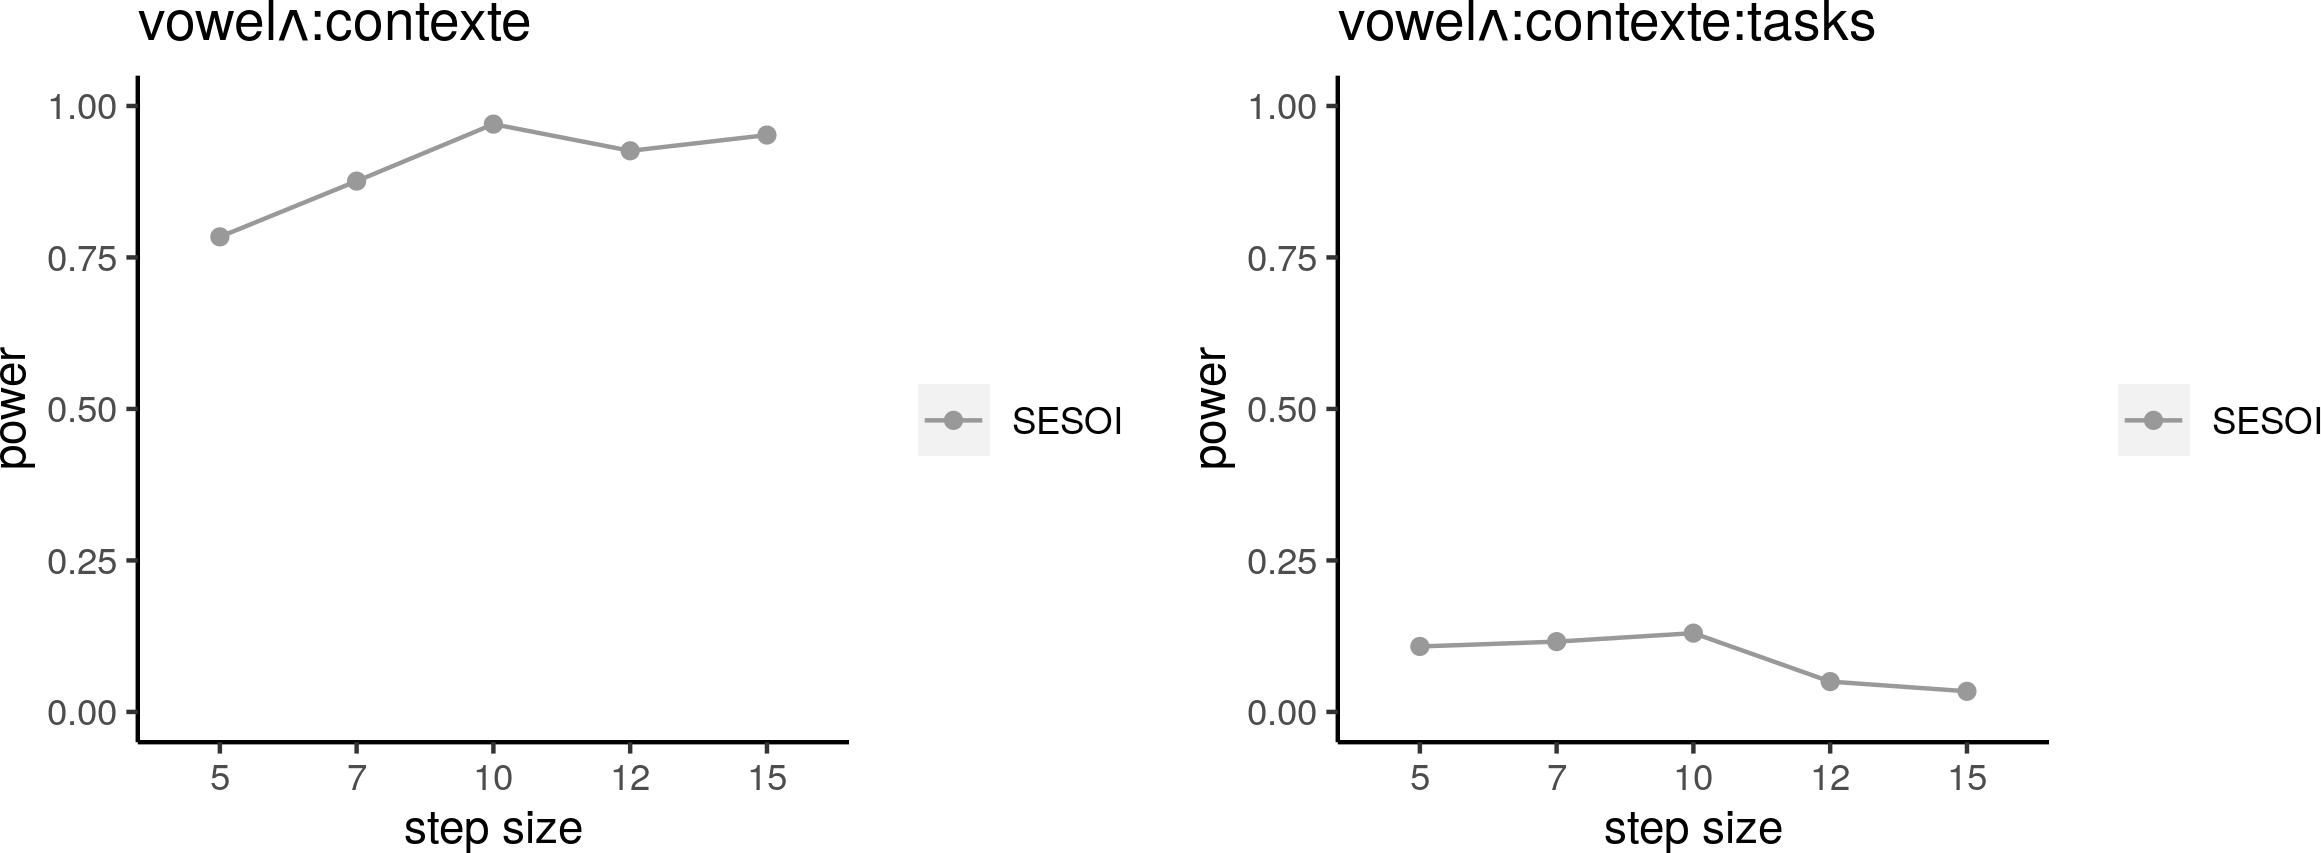 vowelʌ:contexte
1.00
0.75
0.50
0.25
0.00
power
5 7 10 12 15
step size
SESOI
vowelʌ:contexte:tasks
1.00
0.75
0.50
0.25
0.00
power
5 7 10 12 15
step size
SESOI